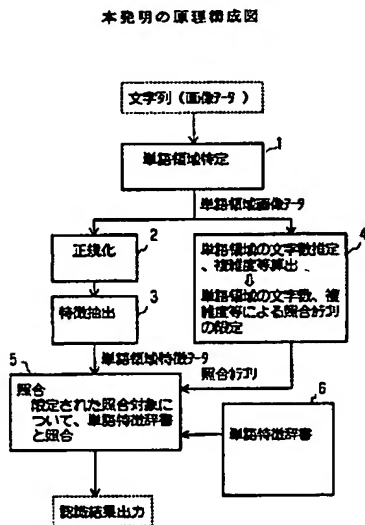 本発明の原理構成図
文字列(画像データ)
1
単語領域特定
単語領域画像データ
2
正規化
3
特徴抽出
4
単語領域の文字数推定
、複雑度等算出
⇩
単語領域の文字数、複
雑度等による照合カテゴリ
の限定
単語領域特徴データ
照合カテゴリ
5
照合
限定された照合対象に
ついて、単語特徴辞書
と照合
6
単語特徴辞書
認識結果出力